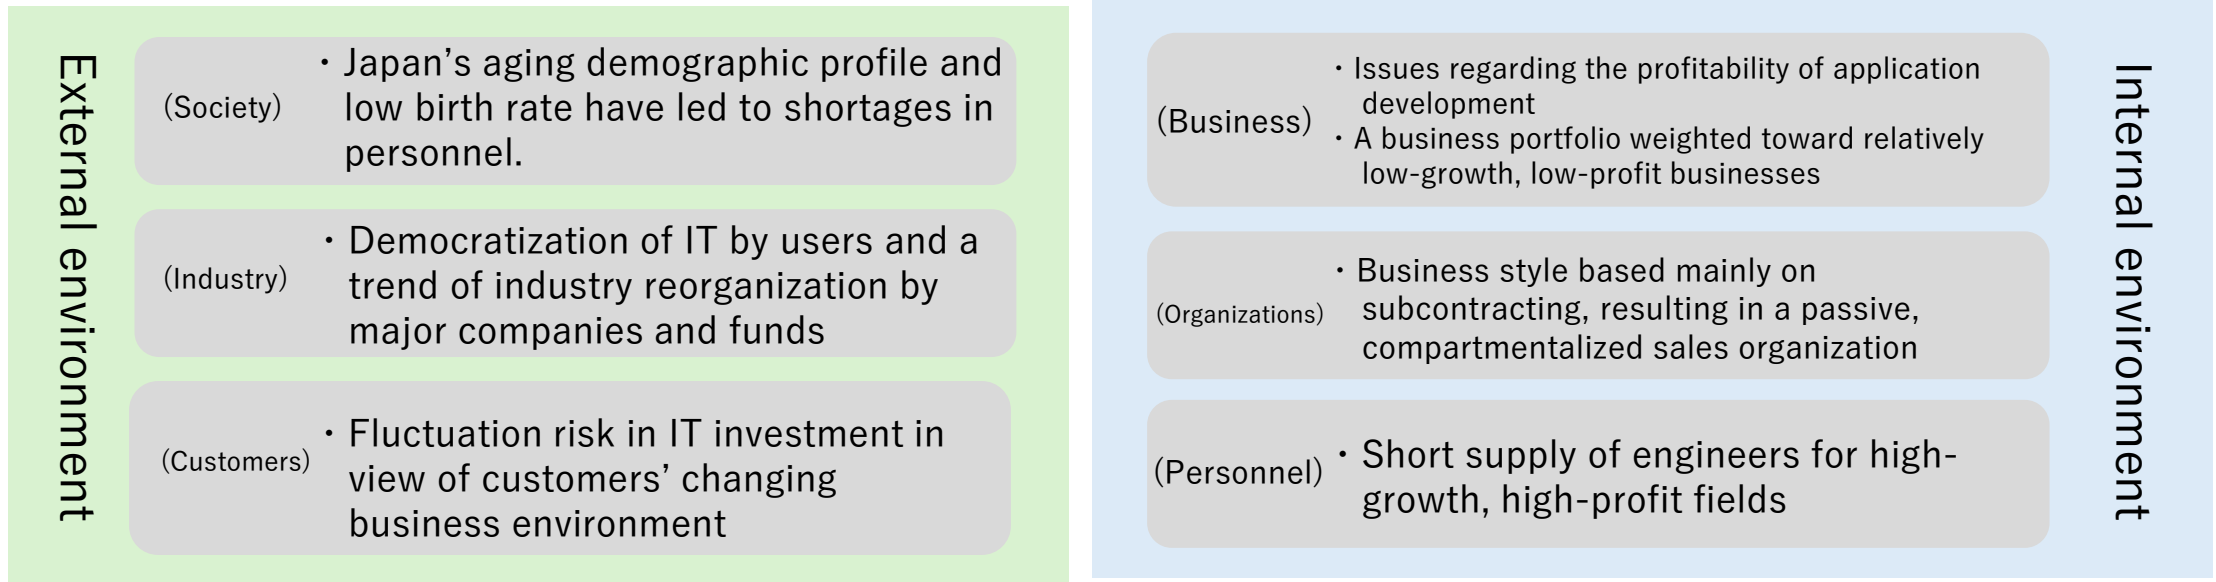 External environment
(Society)
・Japan’s aging demographic profile and
low birth rate have led to shortages in
personnel.
(Industry)
・Democratization of IT by users and a
trend of industry reorganization by
major companies and funds
(Customers)
・Fluctuation risk in IT investment in
view of customers’ changing
business environment
(Business)
・Issues regarding the profitability of application
development
・A business portfolio weighted toward relatively
low-growth, low-profit businesses
(Organizations)
・Business style based mainly on
subcontracting, resulting in a passive,
compartmentalized sales organization
(Personnel)
・Short supply of engineers for high-
growth, high-profit fields
Internal environment